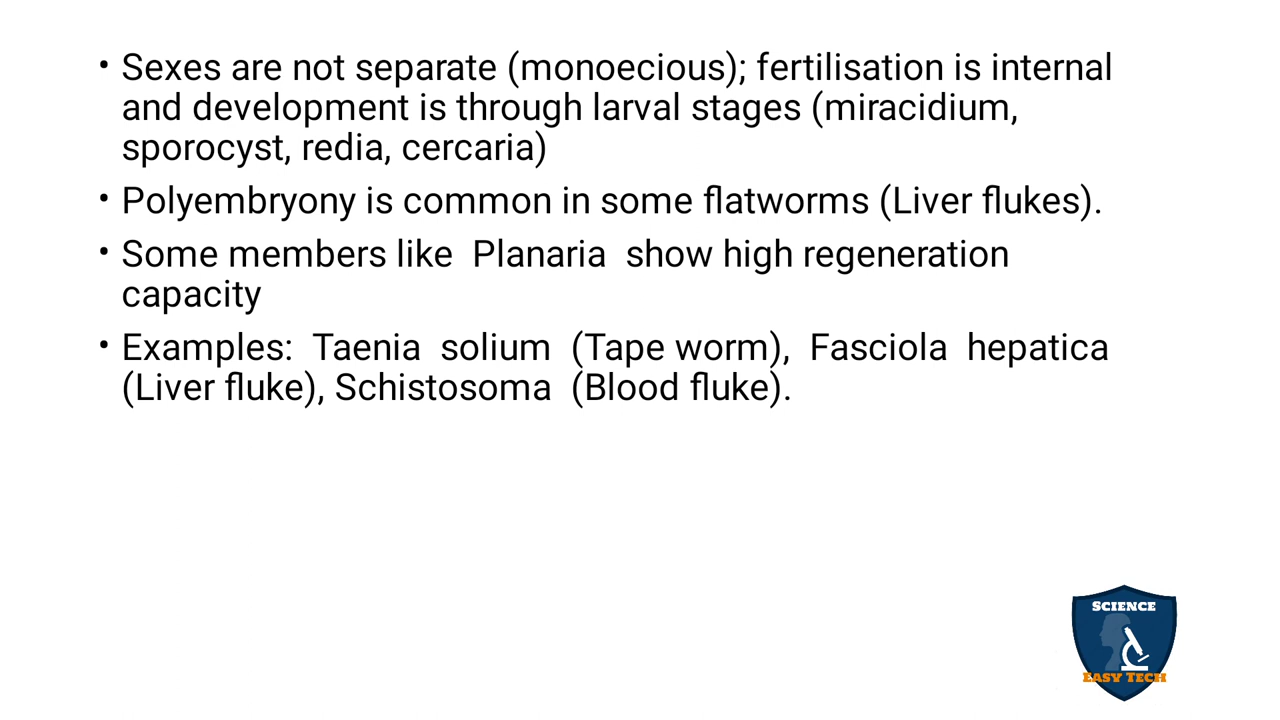 • Sexes are not separate (monoecious); fertilisation is internal
and development is through larval stages (miracidium,
sporocyst, redia, cercaria)
• Polyembryony is common in some flatworms (Liver flukes).
• Some members like  Planaria  show high regeneration
capacity
• Examples:  Taenia  solium  (Tape worm),  Fasciola  hepatica
(Liver fluke), Schistosoma  (Blood fluke).
SCIENCE
EASY TECH